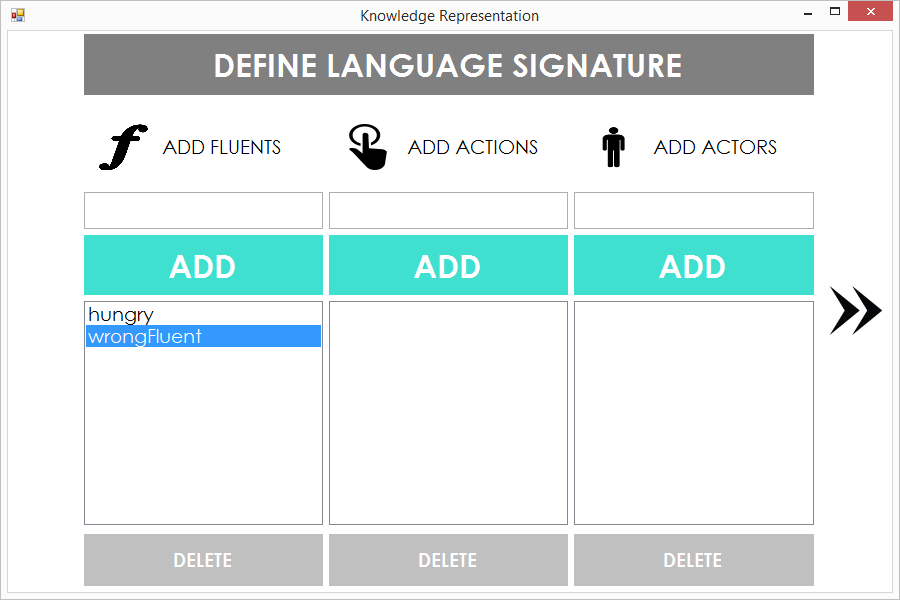 Knowledge Representation
DEFINE LANGUAGE SIGNATURE
ADD FLUENTS
ADD ACTIONS
ADD ACTORS
ADD
ADD
ADD
hungry
wrongFluent
DELETE
DELETE
DELETE